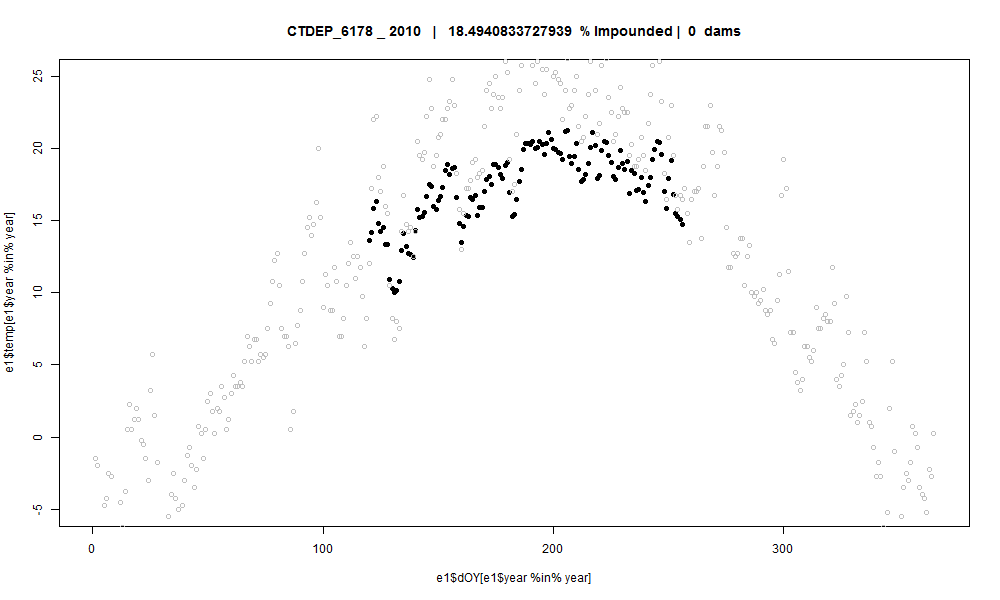 CTDEP_6178 _ 2010 | 18.4940833727939 % Impounded | 0 dams
e1$temp[e1$year %in% year]
25
20
15
10
5
0
-5
0 100 200 300
e1$dOY[e1$year %in% year]